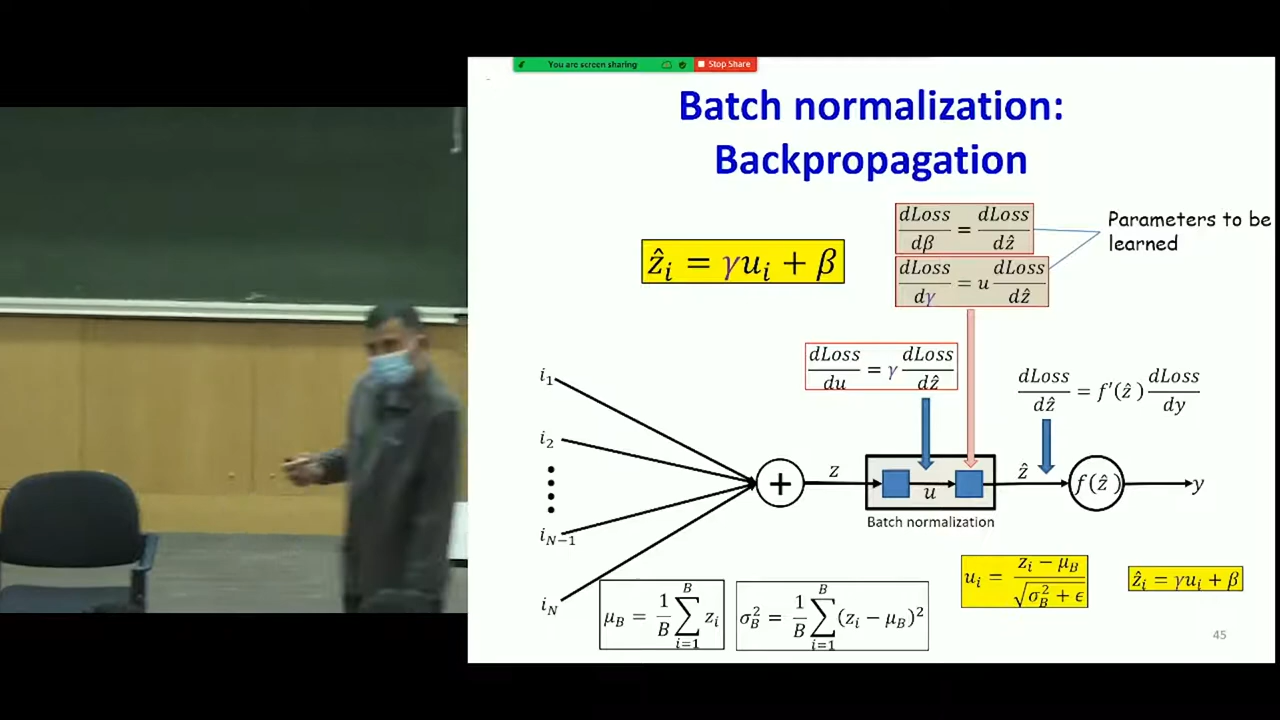 You are screen sharing
Stop Share
Batch normalization:
Backpropagation
dLoss/dβ = dLoss/dẑ
Parameters to be
learned
ẑᵢ = γuᵢ + β
dLoss/dγ = u dLoss/dẑ
dLoss/du = γ dLoss/dẑ
dLoss/dẑ = f′(ẑ) dLoss/dy
i₁
i₂
i_{N−1}
i_N
+
z
u
ẑ
f(ẑ)
y
Batch normalization
μ_B = 1/B ∑_{i=1}^{B} zᵢ
σ_B² = 1/B ∑_{i=1}^{B} (zᵢ − μ_B)²
uᵢ = (zᵢ − μ_B)/√(σ_B² + ϵ)
ẑᵢ = γuᵢ + β
45